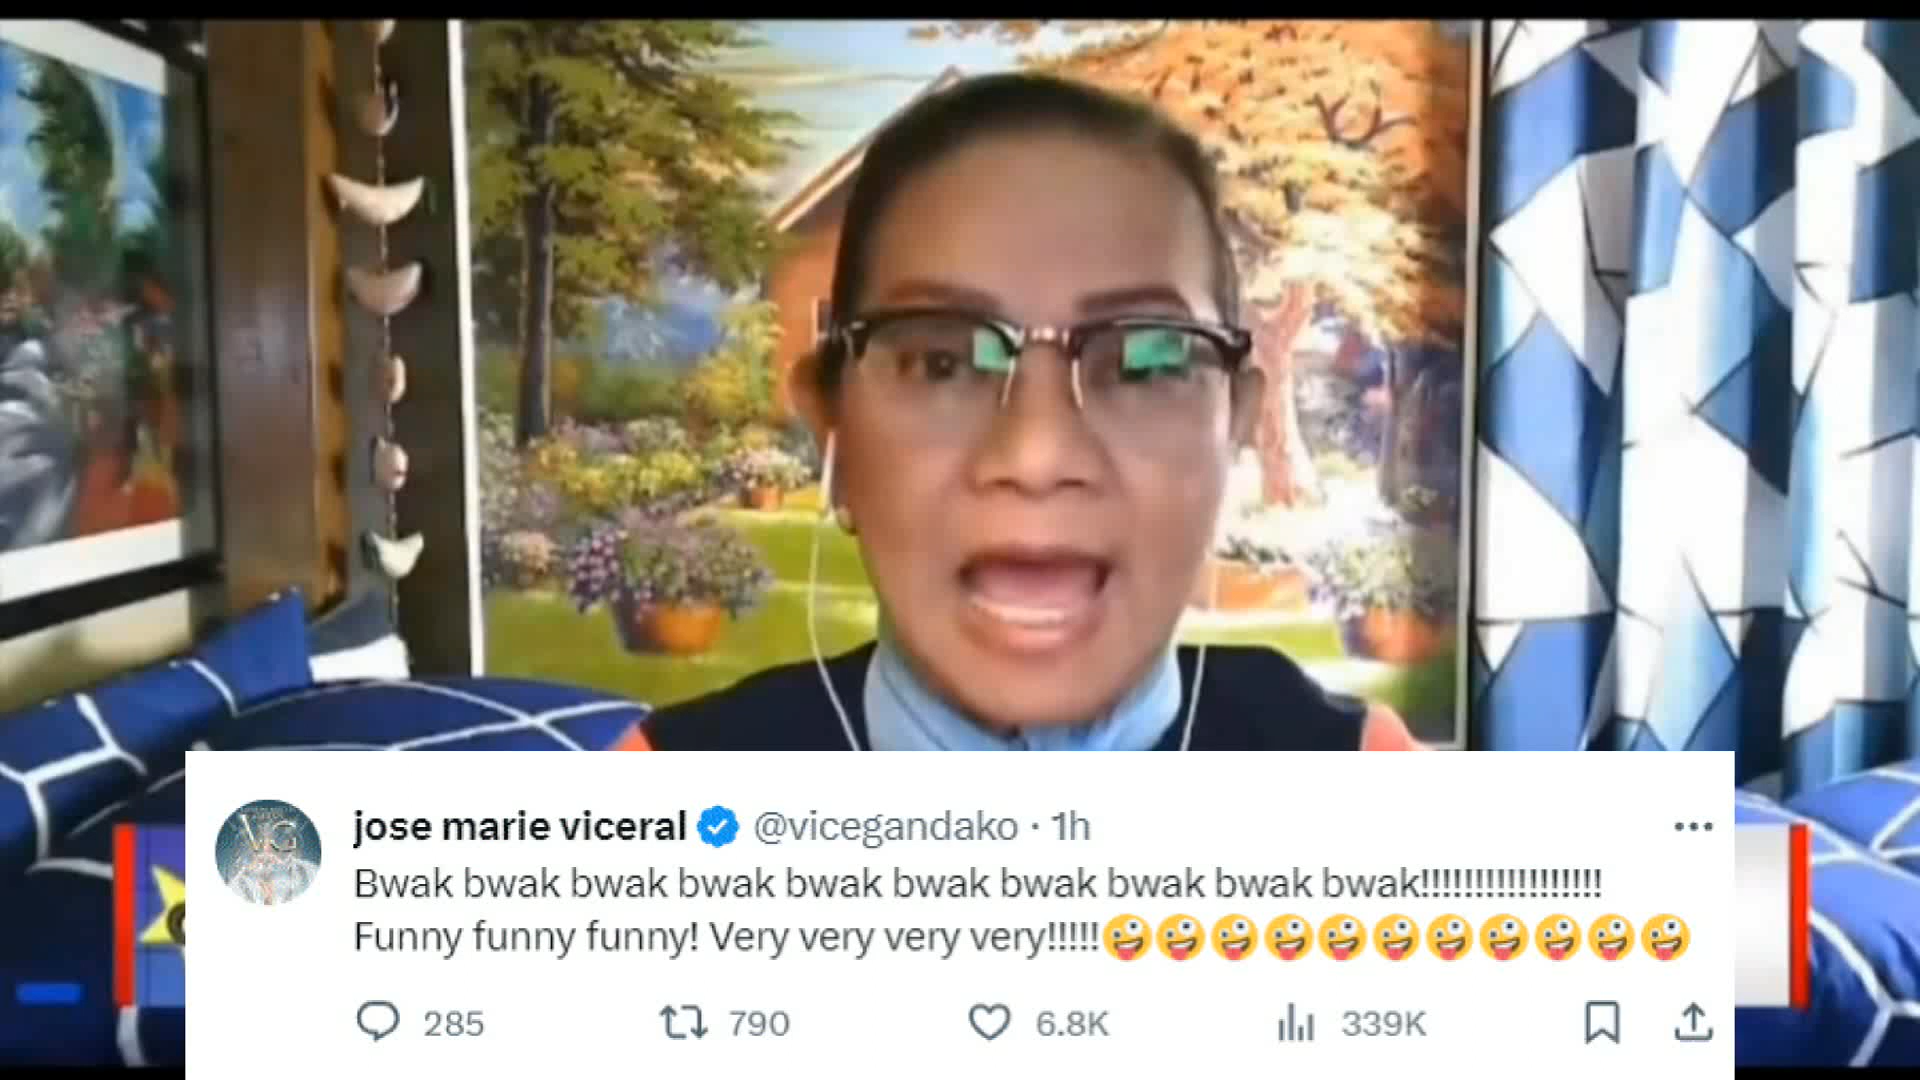 VG
jose marie viceral @vicegandako · 1h
Bwak bwak bwak bwak bwak bwak bwak bwak bwak bwak!!!!!!!!!!!!!!!!!
Funny funny funny! Very very very very!!!!!🤪🤪🤪🤪🤪🤪🤪🤪🤪🤪🤪
285 790 6.8K 339K